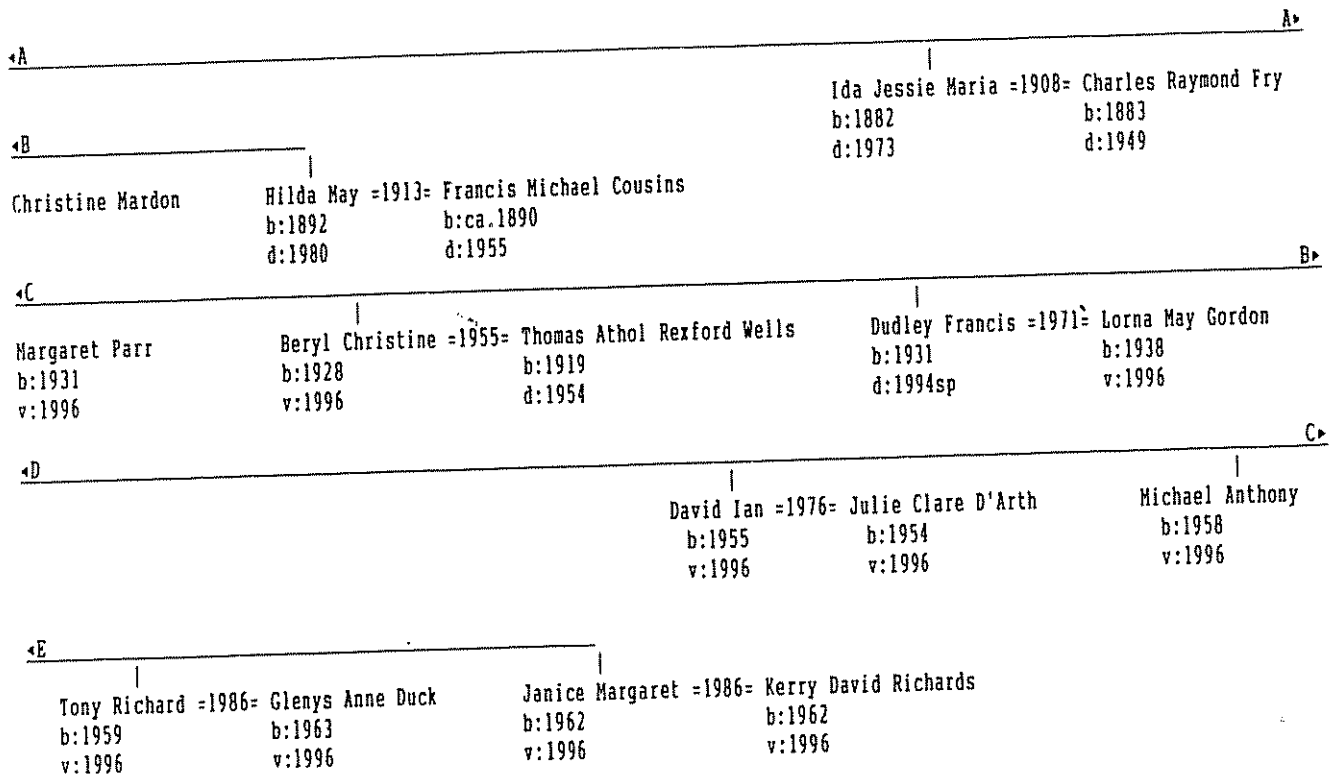 ◂A A▸
Ida Jessie Maria =1908= Charles Raymond Fry
b:1882 b:1883
d:1973 d:1949
◂B
Christine Mardon Hilda May =1913= Francis Michael Cousins
b:1892 b:ca.1890
d:1980 d:1955
◂C B▸
Margaret Parr Beryl Christine =1955= Thomas Athol Rexford Wells Dudley Francis =1971= Lorna May Gordon
b:1931 b:1928 b:1919 b:1931 b:1938
v:1996 v:1996 d:1954 d:1994sp v:1996
◂D C▸
David Ian =1976= Julie Clare D'Arth Michael Anthony
b:1955 b:1954 b:1958
v:1996 v:1996 v:1996
◂E
Tony Richard =1986= Glenys Anne Duck Janice Margaret =1986= Kerry David Richards
b:1959 b:1963 b:1962 b:1962
v:1996 v:1996 v:1996 v:1996